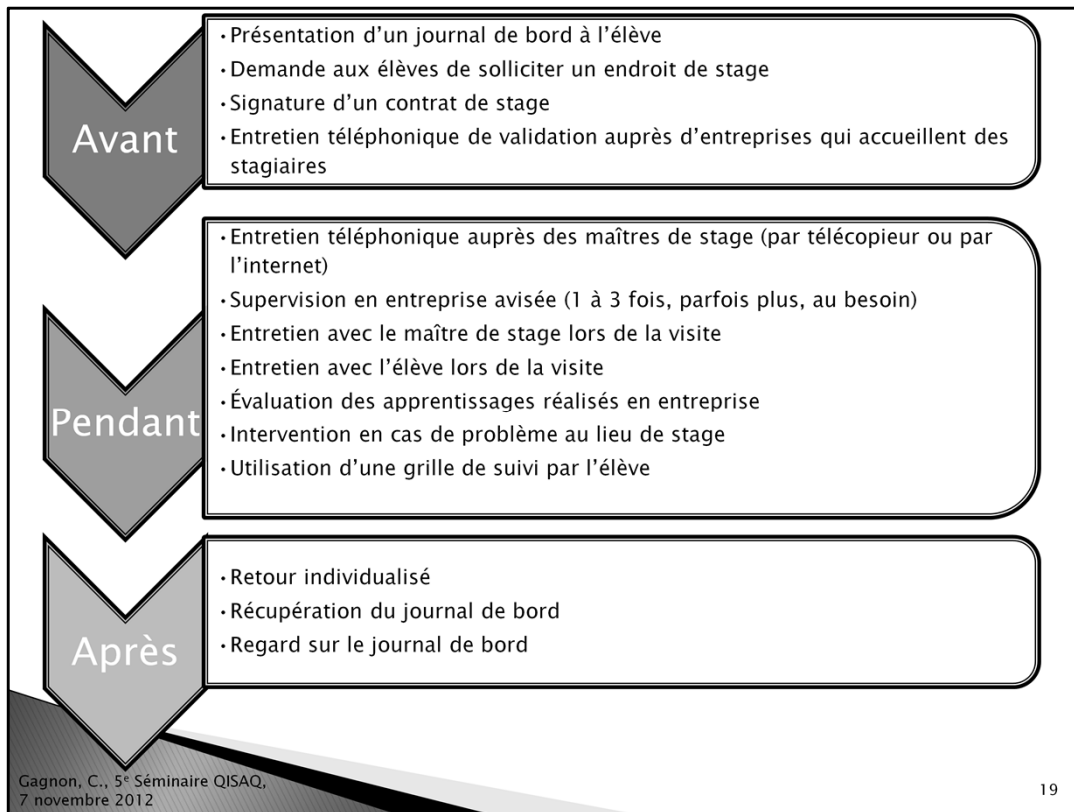 Avant
·Présentation d'un journal de bord à l'élève
·Demande aux élèves de solliciter un endroit de stage
·Signature d'un contrat de stage
·Entretien téléphonique de validation auprès d'entreprises qui accueillent des
stagiaires
Pendant
·Entretien téléphonique auprès des maîtres de stage (par télécopieur ou par
l'internet)
·Supervision en entreprise avisée (1 à 3 fois, parfois plus, au besoin)
·Entretien avec le maître de stage lors de la visite
·Entretien avec l'élève lors de la visite
·Évaluation des apprentissages réalisés en entreprise
·Intervention en cas de problème au lieu de stage
·Utilisation d'une grille de suivi par l'élève
Après
·Retour individualisé
·Récupération du journal de bord
·Regard sur le journal de bord
Gagnon, C., 5e Séminaire QISAQ,
7 novembre 2012
19